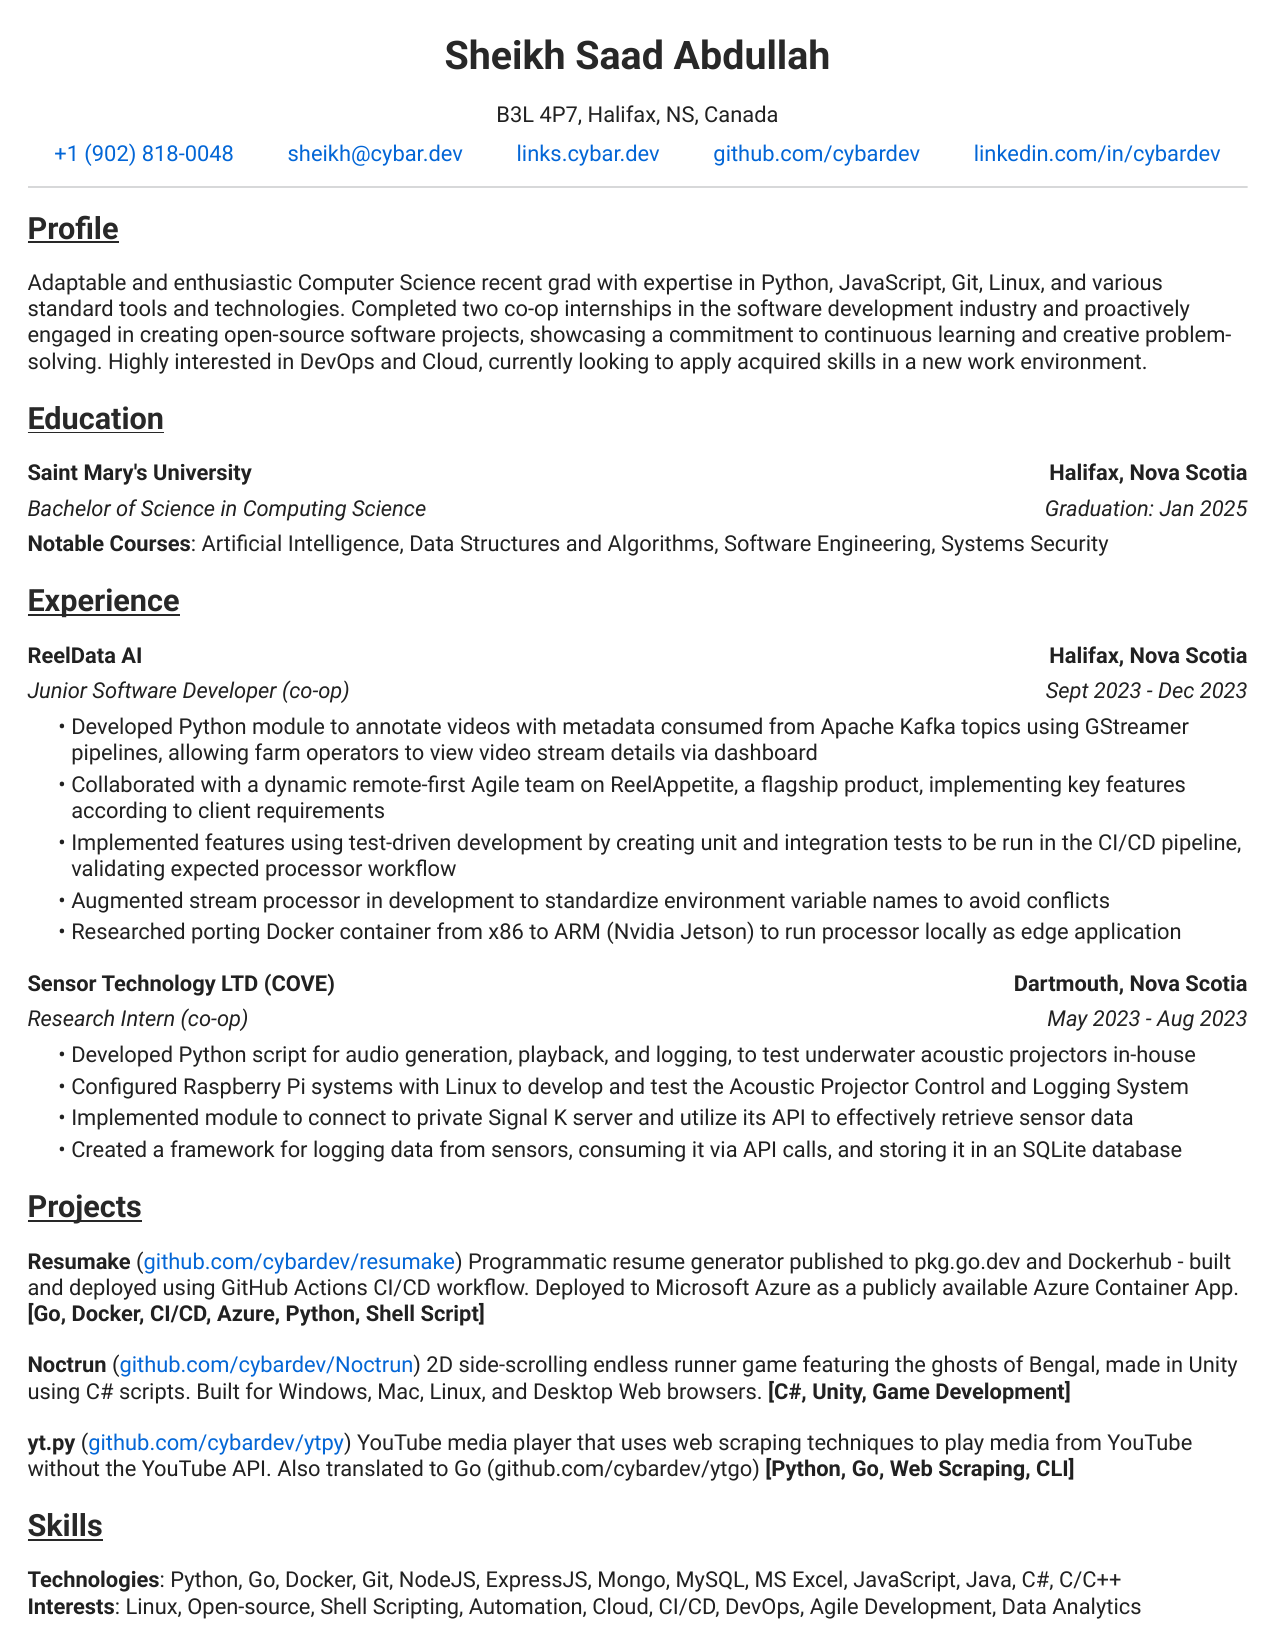 Sheikh Saad Abdullah
B3L 4P7, Halifax, NS, Canada
+1 (902) 818-0048 sheikh@cybar.dev links.cybar.dev github.com/cybardev linkedin.com/in/cybardev
Profile
Adaptable and enthusiastic Computer Science recent grad with expertise in Python, JavaScript, Git, Linux, and various
standard tools and technologies. Completed two co-op internships in the software development industry and proactively
engaged in creating open-source software projects, showcasing a commitment to continuous learning and creative problem-
solving. Highly interested in DevOps and Cloud, currently looking to apply acquired skills in a new work environment.
Education
Saint Mary's University Halifax, Nova Scotia
Bachelor of Science in Computing Science Graduation: Jan 2025
Notable Courses: Artificial Intelligence, Data Structures and Algorithms, Software Engineering, Systems Security
Experience
ReelData AI Halifax, Nova Scotia
Junior Software Developer (co-op) Sept 2023 - Dec 2023
• Developed Python module to annotate videos with metadata consumed from Apache Kafka topics using GStreamer
pipelines, allowing farm operators to view video stream details via dashboard
• Collaborated with a dynamic remote-first Agile team on ReelAppetite, a flagship product, implementing key features
according to client requirements
• Implemented features using test-driven development by creating unit and integration tests to be run in the CI/CD pipeline,
validating expected processor workflow
• Augmented stream processor in development to standardize environment variable names to avoid conflicts
• Researched porting Docker container from x86 to ARM (Nvidia Jetson) to run processor locally as edge application
Sensor Technology LTD (COVE) Dartmouth, Nova Scotia
Research Intern (co-op) May 2023 - Aug 2023
• Developed Python script for audio generation, playback, and logging, to test underwater acoustic projectors in-house
• Configured Raspberry Pi systems with Linux to develop and test the Acoustic Projector Control and Logging System
• Implemented module to connect to private Signal K server and utilize its API to effectively retrieve sensor data
• Created a framework for logging data from sensors, consuming it via API calls, and storing it in an SQLite database
Projects
Resumake (github.com/cybardev/resumake) Programmatic resume generator published to pkg.go.dev and Dockerhub - built
and deployed using GitHub Actions CI/CD workflow. Deployed to Microsoft Azure as a publicly available Azure Container App.
[Go, Docker, CI/CD, Azure, Python, Shell Script]
Noctrun (github.com/cybardev/Noctrun) 2D side-scrolling endless runner game featuring the ghosts of Bengal, made in Unity
using C# scripts. Built for Windows, Mac, Linux, and Desktop Web browsers. [C#, Unity, Game Development]
yt.py (github.com/cybardev/ytpy) YouTube media player that uses web scraping techniques to play media from YouTube
without the YouTube API. Also translated to Go (github.com/cybardev/ytgo) [Python, Go, Web Scraping, CLI]
Skills
Technologies: Python, Go, Docker, Git, NodeJS, ExpressJS, Mongo, MySQL, MS Excel, JavaScript, Java, C#, C/C++
Interests: Linux, Open-source, Shell Scripting, Automation, Cloud, CI/CD, DevOps, Agile Development, Data Analytics